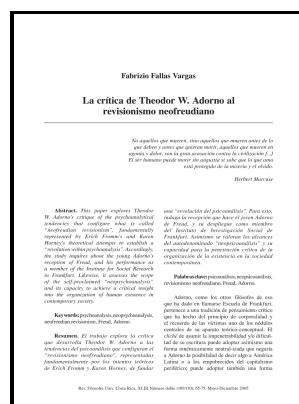 Fabrizio Fallas Vargas
La crítica de Theodor W. Adorno al
revisionismo neofreudiano
No aquellos que mueren, sino aquellos que mueren antes de lo
que deben y antes que quieran morir, aquellos que mueren en
agonía y dolor, son la gran acusación contra la civilización [...]
El ser humano puede morir sin angustia si sabe que lo que ama
está protegido de la miseria y el olvido.
Herbert Marcuse
Abstract. This paper explores Theodor
W. Adorno's critique of the psychoanalytical
tendencies that configure what is called
"neofreudian revisionism", fundamentally
represented by Erich Fromm's and Karen
Horney's theoretical attempts to establish a
"revolution within psychoanalysis". Accordingly,
the study inquires about the young Adorno's
reception of Freud, and his performance as
a member of the Institute for Social Research
in Frankfurt. Likewise, it assesses the scope
of the self-proclaimed "neopsychoanalysis"
and its capacity to achieve a critical insight
into the organization of human existence in
contemporary society.
Key words: psychoanalysis, neopsychoanalysis,
neofreudian revisionism, Freud, Adorno.
Resumen. El trabajo explora la crítica
que desarrolla Theodor W. Adorno a las
tendencias del psicoanálisis que configuran el
"revisionismo neofreudiano", representadas
fundamentalmente por los intentos teóricos
de Erich Fromm y Karen Horney, de fundar
una "revolución del psicoanálisis". Para esto,
indaga la recepción que hace el joven Adorno
de Freud, y su despliegue como miembro
del Instituto de Investigación Social de
Frankfurt. Asimismo se valoran los alcances
del autodenominado "neopsicoanálisis" y su
capacidad para la penetración crítica de la
organización de la existencia en la sociedad
contemporánea.
Palabras clave: psicoanálisis, neopsicoanálisis,
revisionismo neofreudiano, Freud, Adorno.
Adorno, como otros filósofos de eso
que ha dado en llamarse Escuela de Frankfurt,
pertenece a una tradición de pensamiento crítico
que ha hecho del principio de corporalidad y
el recuerdo de las víctimas uno de los núdulos
centrales de su aparato teórico-conceptual. El
cliché de asumir la impenetrabilidad y/o dificul-
tad de su escritura puede adoptar asimismo una
forma eméticamente neutral-izada que negaría
a Adorno la posibilidad de decir algo a América
Latina o a los empobrecidos del capitalismo
periférico; puede adoptar también una forma
Rev. Filosofía Univ. Costa Rica, XLIII Número doble (109/110), 63-75, Mayo-Diciembre 2005